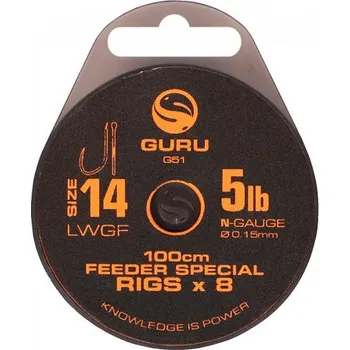 GURU
G51
SIZE 14
LWGF
5lb
N-GAUGE
Ø 0.15mm
100cm
FEEDER SPECIAL
RIGS x 8
KNOWLEDGE IS POWER